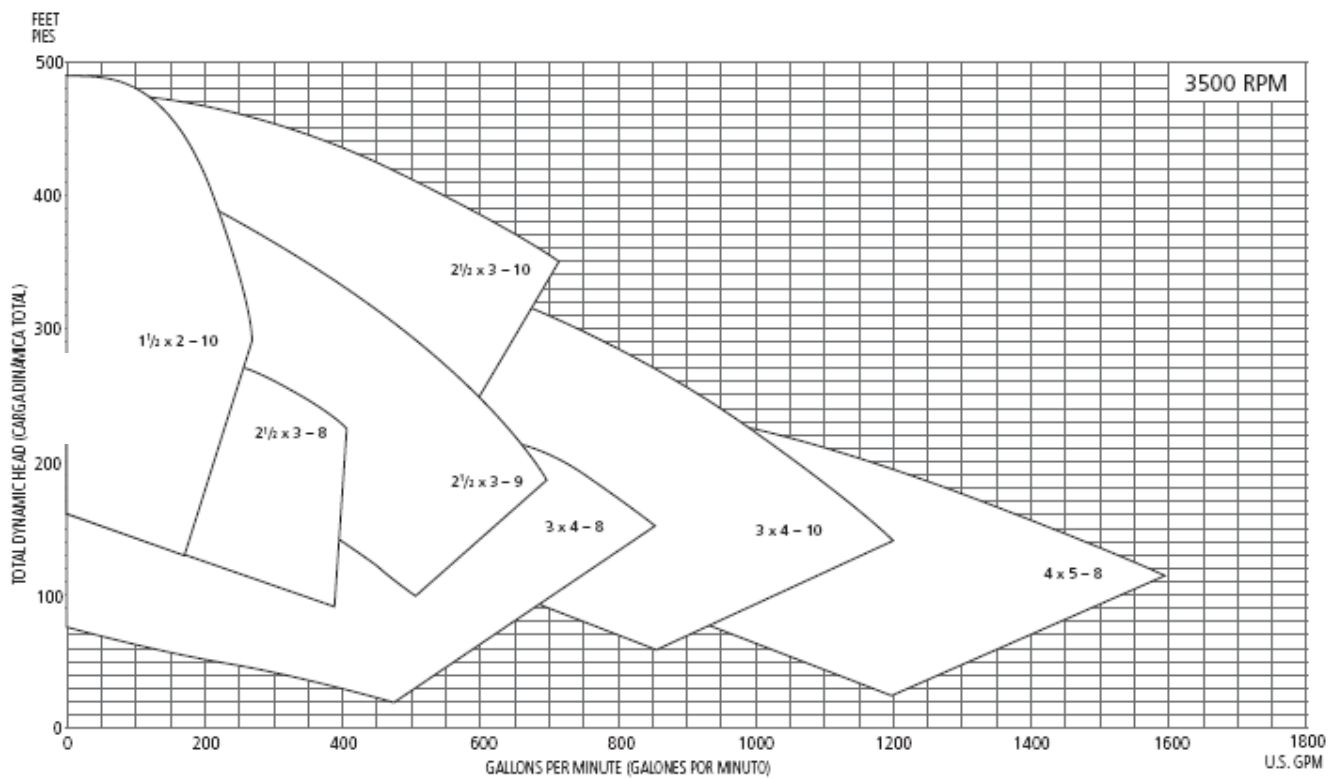 FEET
PIES
500
3500 RPM
400
2¹/₂ x 3 – 10
300
1¹/₂ x 2 – 10
2¹/₂ x 3 – 8
200
2¹/₂ x 3 – 9
3 x 4 – 8
3 x 4 – 10
4 x 5 – 8
100
0
TOTAL DYNAMIC HEAD (CARGA DINÁMICA TOTAL)
0 200 400 600 800 1000 1200 1400 1600 1800
GALLONS PER MINUTE (GALONES POR MINUTO)
U.S. GPM